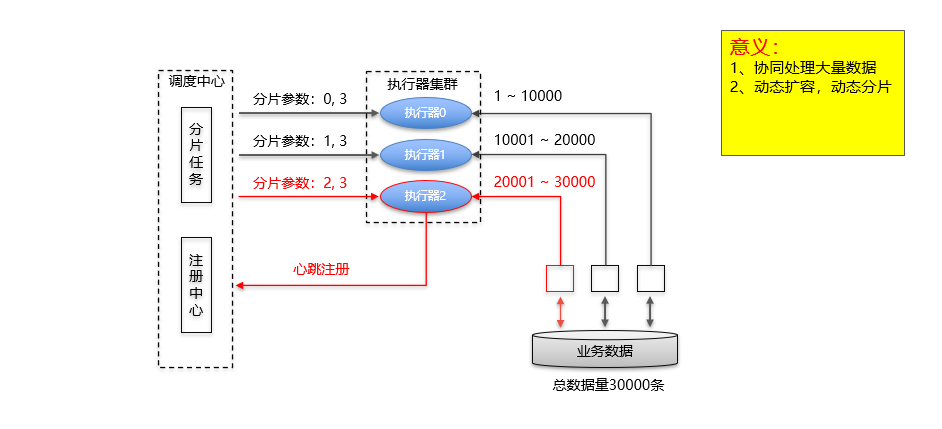 意义：
1、协同处理大量数据
2、动态扩容，动态分片
调度中心
分片任务
注册中心
分片参数：0, 3
分片参数：1, 3
分片参数：2, 3
执行器集群
执行器0
执行器1
执行器2
1 ~ 10000
10001 ~ 20000
20001 ~ 30000
心跳注册
业务数据
总数据量30000条